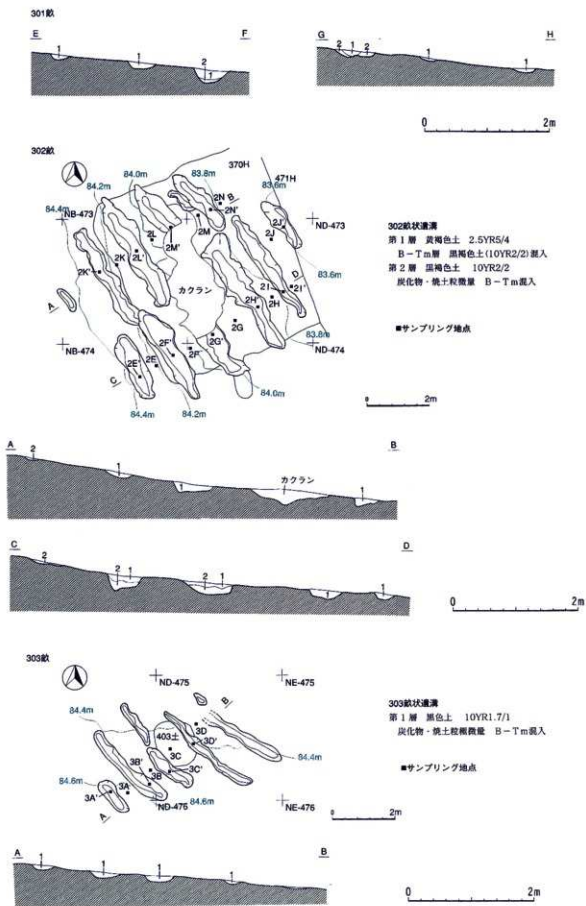 301畝
E F
1 1 2 1
G H
2 1 2 1 1
0 2m
302畝
370H
471H
84.4m 84.2m 84.0m 83.8m 83.6m
NB-473 ND-473
2N B
2N'
2M
2L 2M'
2J' 2J
2K' 2K 2L'
カクラン
D
2I 2I'
2H' 2H
83.6m
A
2G
83.8m
NB-474 ND-474
2F' 2F 2G'
2E' 2E
C
84.4m 84.2m 84.0m
0 2m
302畝状遺溝
第1層 黄褐色土 2.5YR5/4
B-Tm層 黒褐色土(10YR2/2)混入
第2層 黒褐色土 10YR2/2
炭化物・焼土粒微量 B-Tm混入
■サンプリング地点
A B
2 1 1 カクラン 1
C D
2 2 1 2 1 1 1
0 2m
303畝
ND-475 NE-475
84.4m
B
403土 3D
3D'
3C
3B' 3B 3C'
84.4m
84.6m
3A' 3A
A
ND-476 84.6m NE-476
0 2m
303畝状遺溝
第1層 黒色土 10YR1.7/1
炭化物・焼土粒極微量 B-Tm混入
■サンプリング地点
A B
1 1 1 1
0 2m